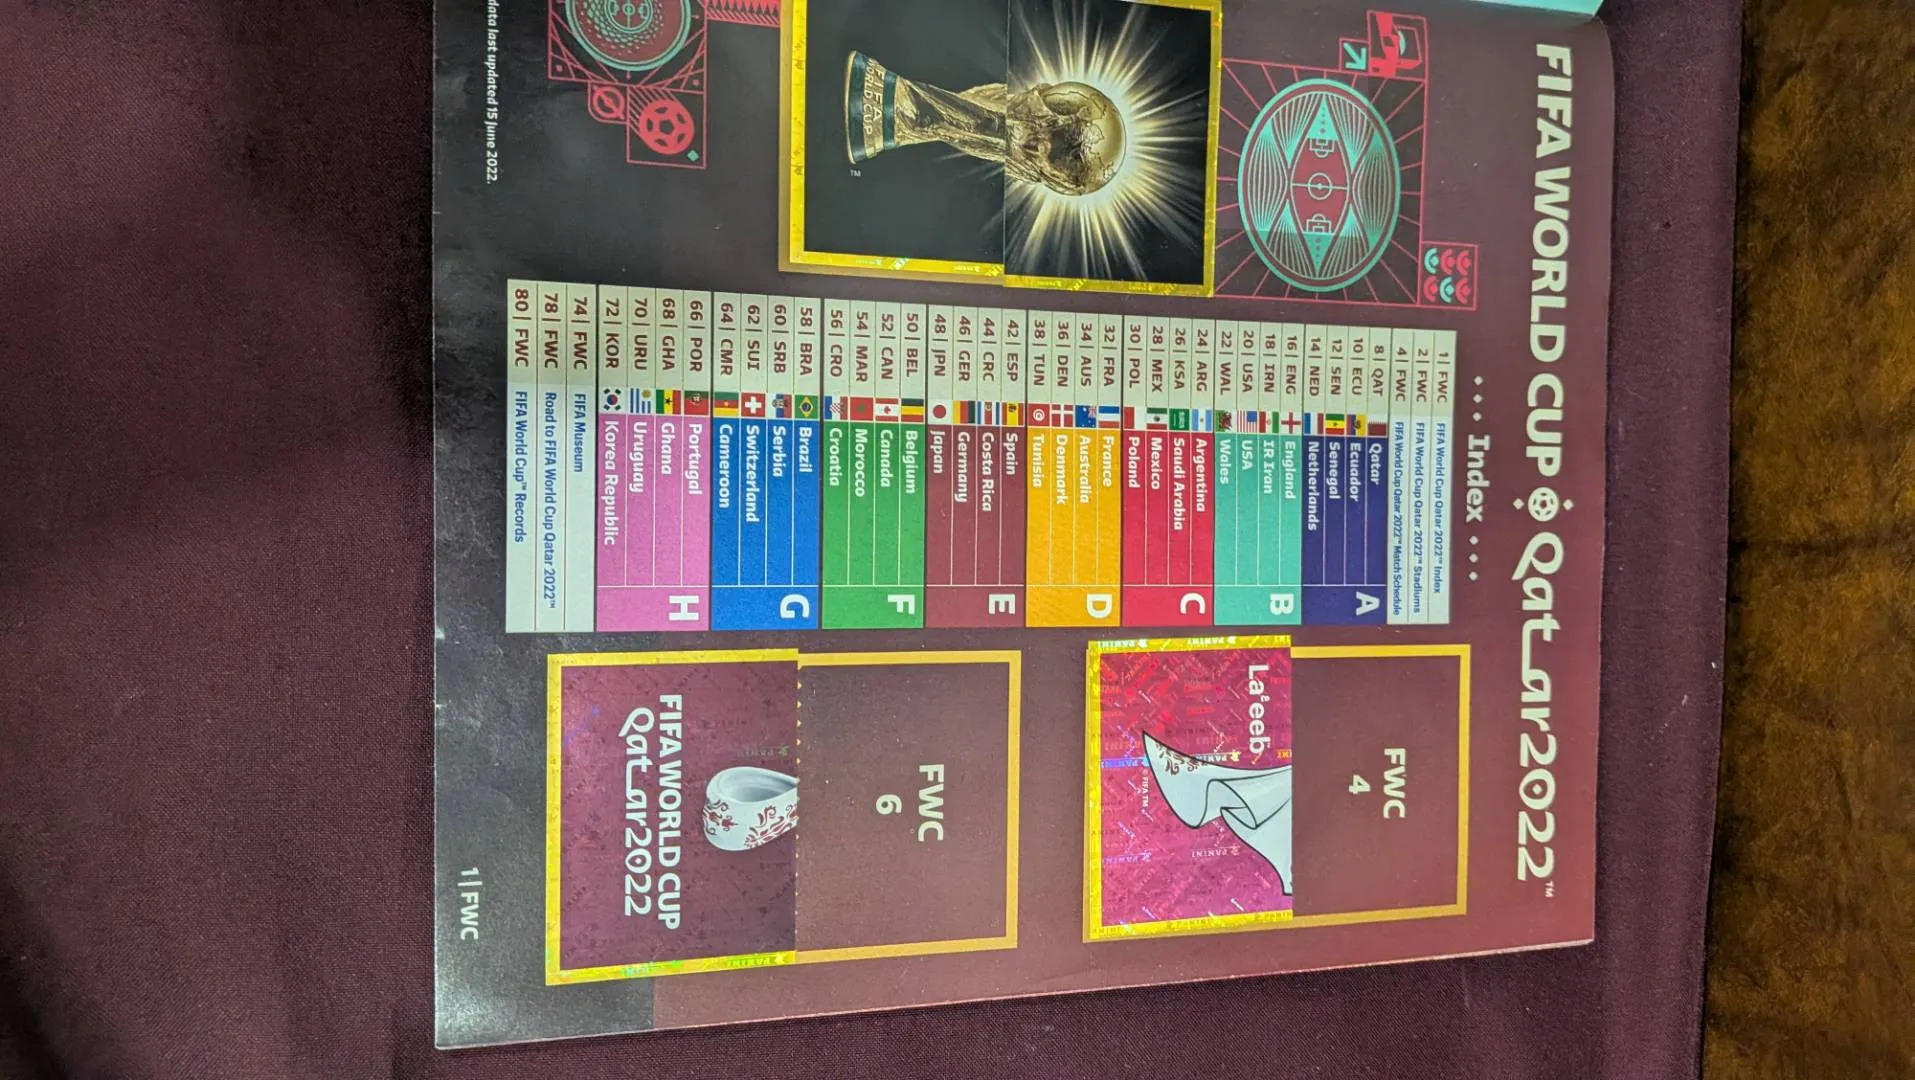 FIFA WORLD CUP Qatar2022™
••• Index •••
1 | FWC FIFA World Cup Qatar 2022™ Index
2 | FWC FIFA World Cup Qatar 2022™ Stadiums
4 | FWC FIFA World Cup Qatar 2022™ Match Schedule
A
8 | QAT Qatar
10 | ECU Ecuador
12 | SEN Senegal
14 | NED Netherlands
B
16 | ENG England
18 | IRN IR Iran
20 | USA USA
22 | WAL Wales
C
24 | ARG Argentina
26 | KSA Saudi Arabia
28 | MEX Mexico
30 | POL Poland
D
32 | FRA France
34 | AUS Australia
36 | DEN Denmark
38 | TUN Tunisia
E
42 | ESP Spain
44 | CRC Costa Rica
46 | GER Germany
48 | JPN Japan
F
50 | BEL Belgium
52 | CAN Canada
54 | MAR Morocco
56 | CRO Croatia
G
58 | BRA Brazil
60 | SRB Serbia
62 | SUI Switzerland
64 | CMR Cameroon
H
66 | POR Portugal
68 | GHA Ghana
70 | URU Uruguay
72 | KOR Korea Republic
74 | FWC FIFA Museum
78 | FWC Road to FIFA World Cup Qatar 2022™
80 | FWC FIFA World Cup™ Records
FIFA
WORLD CUP
™
FWC
4
La'eeb
© FIFA TM
PANINI
FWC
6
FIFA WORLD CUP
Qatar2022
data last updated 15 June 2022.
1 | FWC